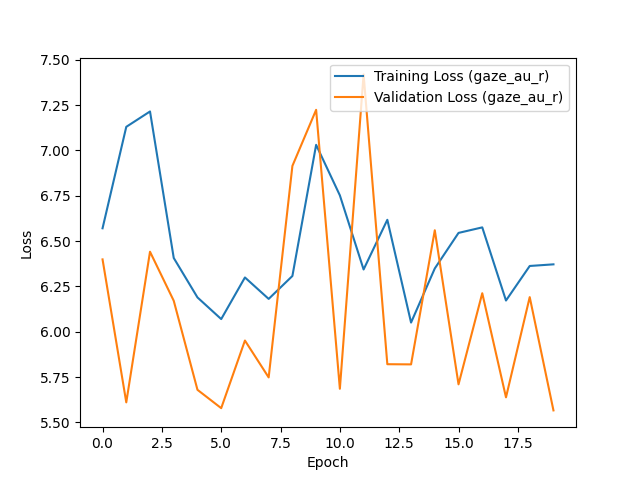 Training Loss (gaze_au_r)
Validation Loss (gaze_au_r)
7.50
7.25
7.00
6.75
6.50
6.25
6.00
5.75
5.50
Loss
0.0 2.5 5.0 7.5 10.0 12.5 15.0 17.5
Epoch